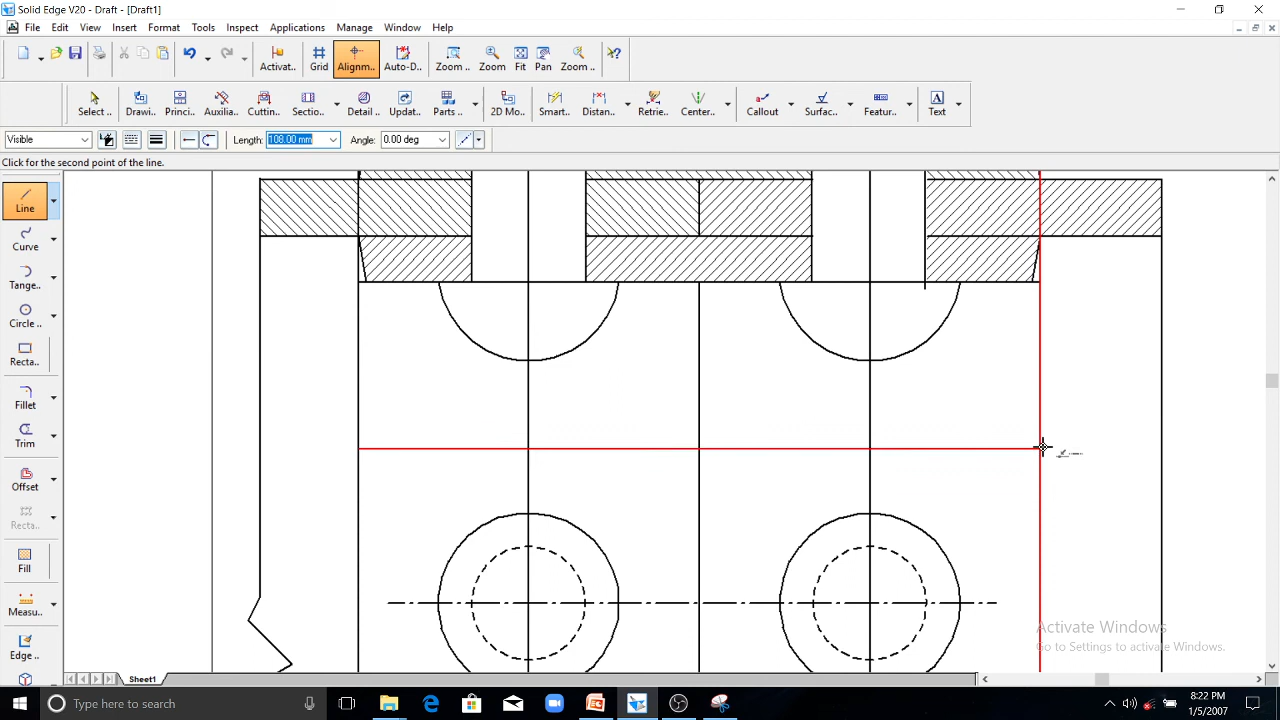 Solid Edge V20 - Draft - [Draft1]
File Edit View Insert Format Tools Inspect Applications Manage Window Help
Activat.. Grid Alignm.. Auto-D.. Zoom .. Zoom Fit Pan Zoom ..
Select .. Drawi.. Princi.. Auxilia.. Cuttin.. Sectio.. Detail .. Updat.. Parts .. 2D Mo.. Smart.. Distan.. Retrie.. Center.. Callout Surfac.. Featur.. Text
Visible Length: 108.00 mm Angle: 0.00 deg
Click for the second point of the line.
Line
Curve
Tange..
Circle ..
Recta..
Fillet
Trim
Offset
Recta..
Fill
Measu..
Edge ..
Activate Windows
Go to Settings to activate Windows.
Sheet1
Type here to search
8:22 PM
1/5/2007